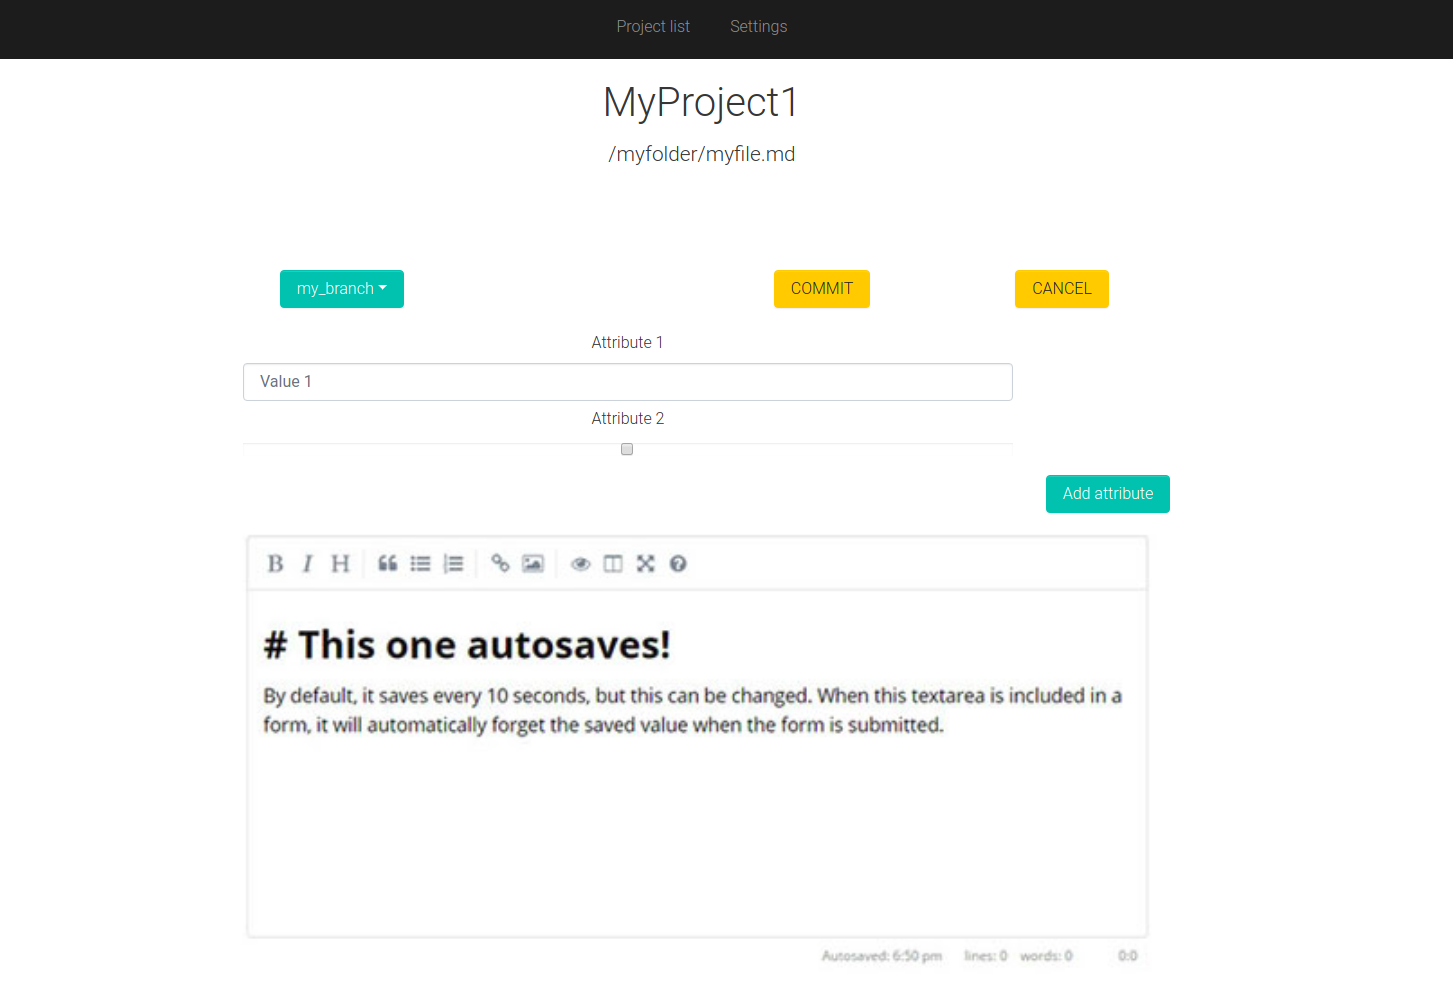 Project list Settings
MyProject1
/myfolder/myfile.md
my_branch COMMIT CANCEL
Attribute 1
Value 1
Attribute 2
Add attribute
B I H
# This one autosaves!
By default, it saves every 10 seconds, but this can be changed. When this textarea is included in a
form, it will automatically forget the saved value when the form is submitted.
Autosaved: 6:50 pm lines: 0 words: 0 0:0